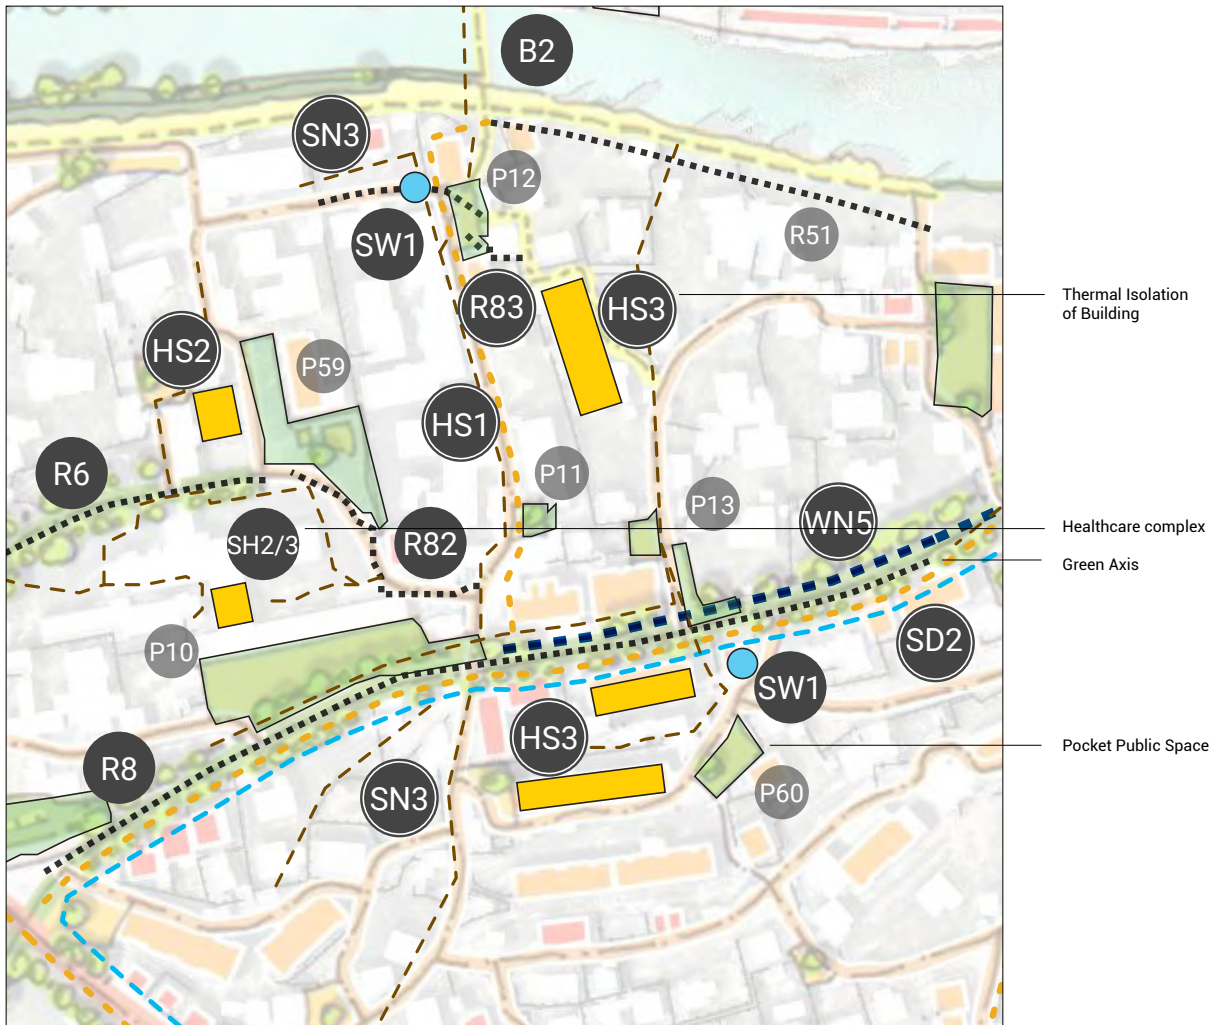 B2
SN3
P12
SW1
R51
R83
HS3
Thermal Isolation
of Building
HS2
P59
HS1
R6
P11
P13
WN5
SH2/3
R82
Healthcare complex
Green Axis
P10
SD2
SW1
HS3
Pocket Public Space
R8
SN3
P60